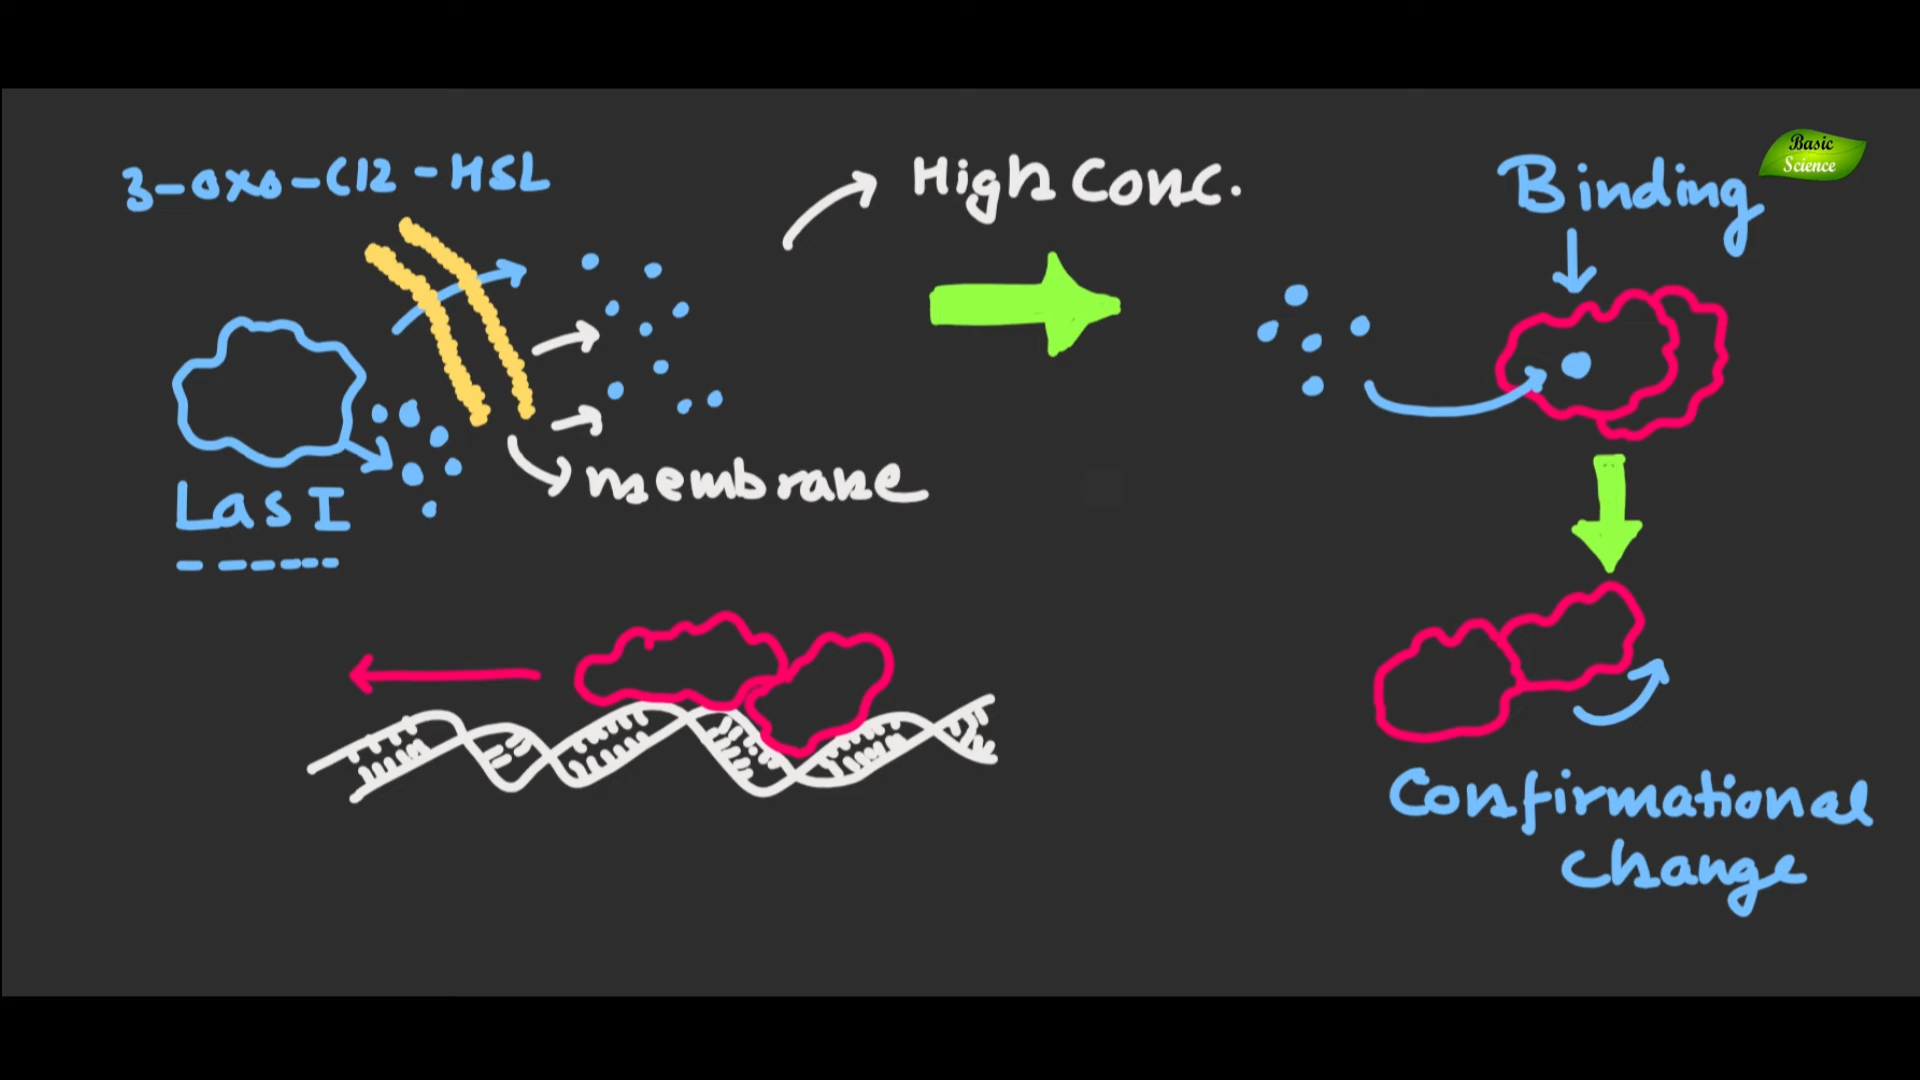 3-oxo-C12-HSL
High Conc.
Binding
Basic
Science
membrane
LasI
Confirmational
change